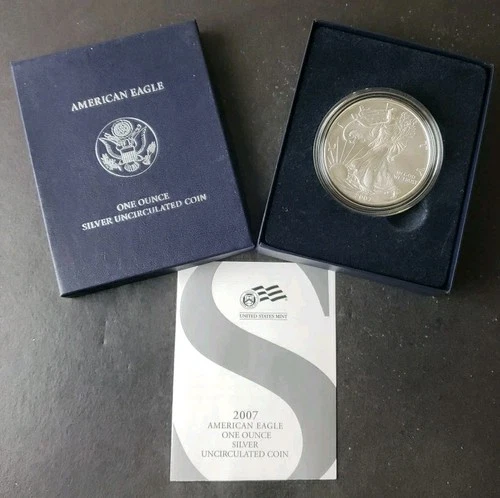 AMERICAN EAGLE
ONE OUNCE
SILVER UNCIRCULATED COIN
UNITED STATES MINT
2007
AMERICAN EAGLE
ONE OUNCE
SILVER
UNCIRCULATED COIN